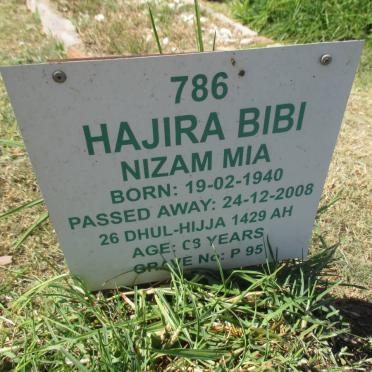 786
HAJIRA BIBI
NIZAM MIA
BORN: 19-02-1940
PASSED AWAY: 24-12-2008
26 DHUL-HIJJA 1429 AH
AGE: 68 YEARS
GRAVE No: P 95